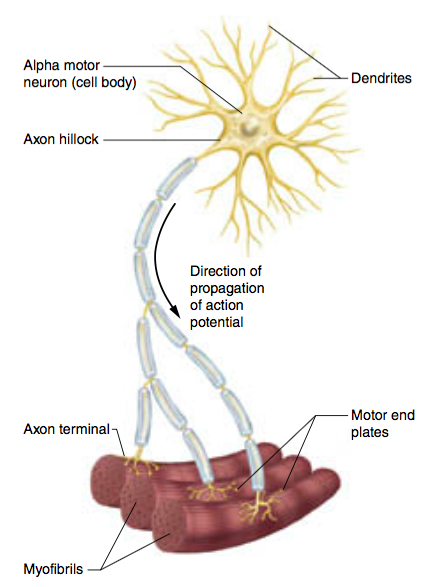 Alpha motor
neuron (cell body)
Dendrites
Axon hillock
Direction of
propagation
of action
potential
Axon terminal
Motor end
plates
Myofibrils